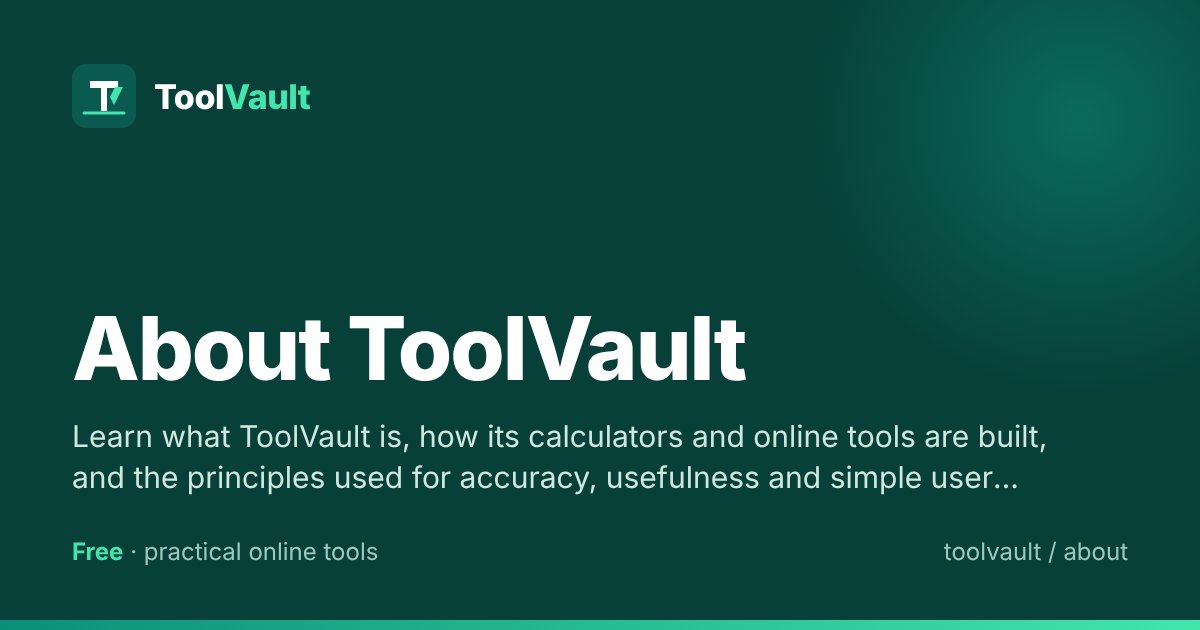 ToolVault
About ToolVault
Learn what ToolVault is, how its calculators and online tools are built,
and the principles used for accuracy, usefulness and simple user...
Free · practical online tools
toolvault / about